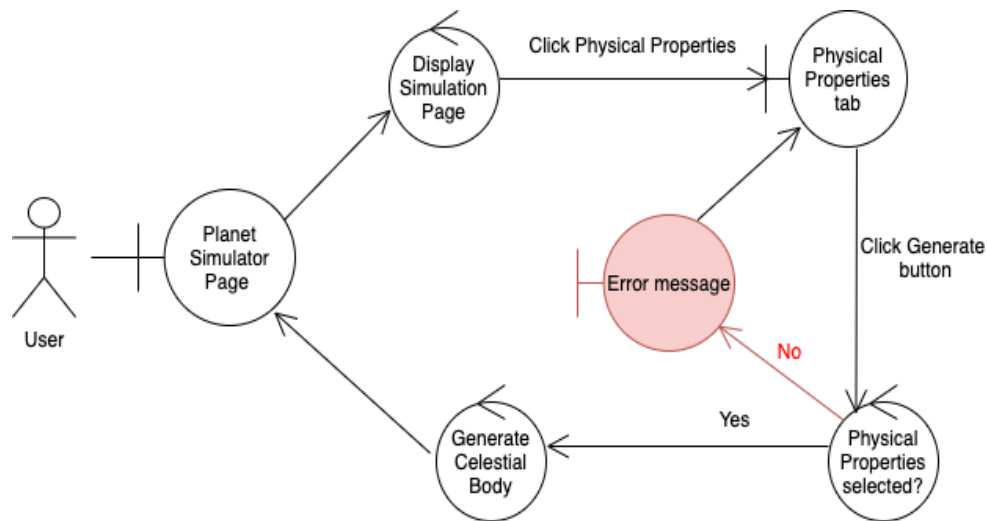 Display
Simulation
Page
Click Physical Properties
Physical
Properties
tab
Planet
Simulator
Page
User
Error message
Click Generate
button
No
Yes
Generate
Celestial
Body
Physical
Properties
selected?